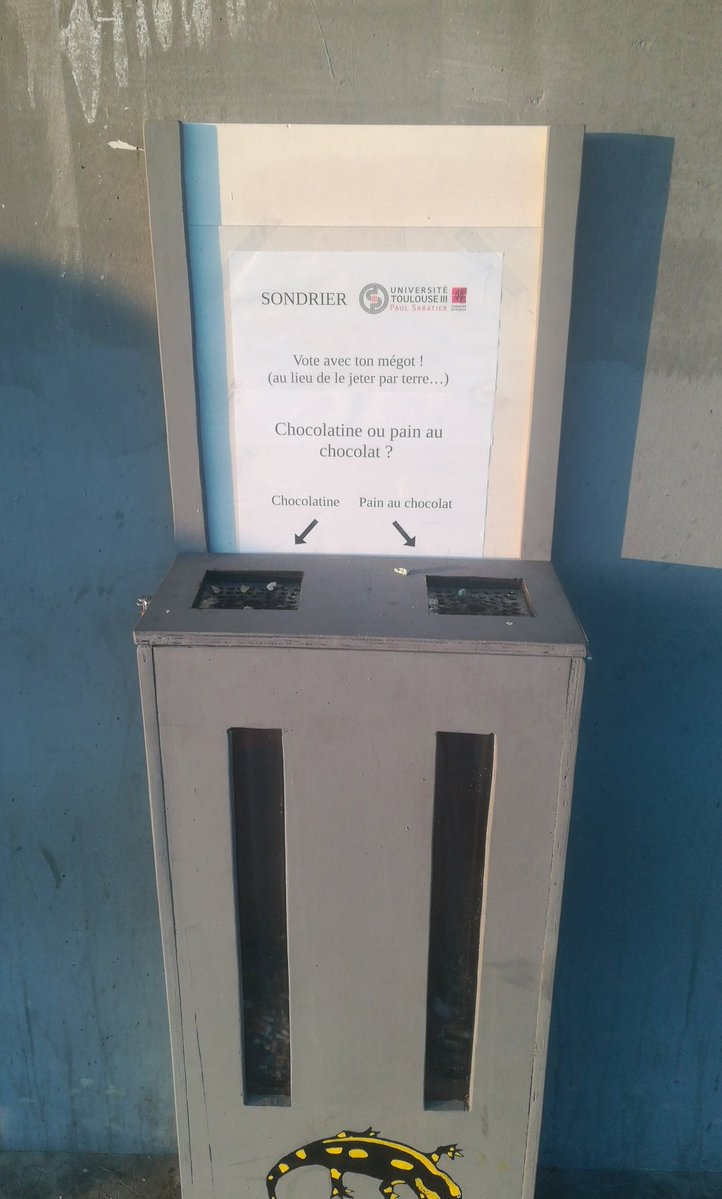 SONDRIER
UNIVERSITÉ
TOULOUSE III
PAUL SABATIER
Vote avec ton mégot !
(au lieu de le jeter par terre…)
Chocolatine ou pain au
chocolat ?
Chocolatine Pain au chocolat